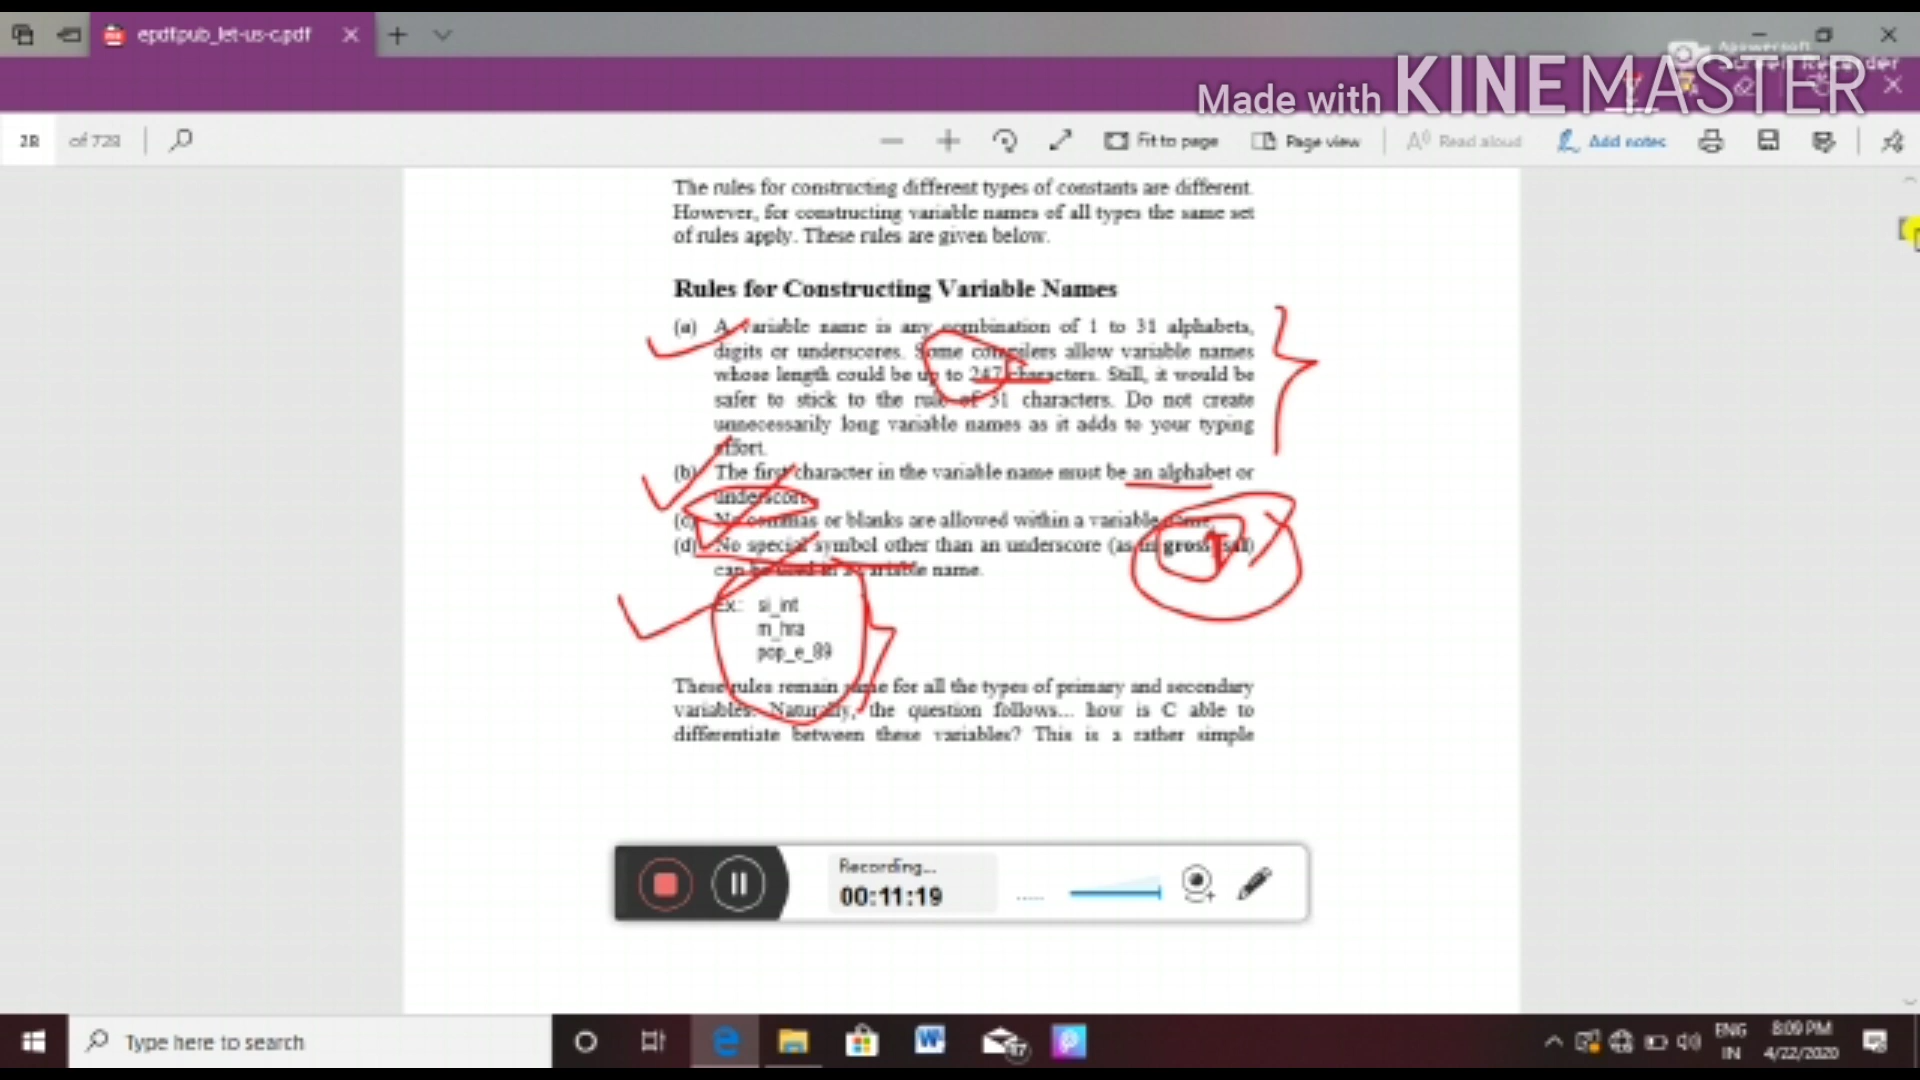 epdf.pub_let-us-c.pdf
Apowersoft
Screen Recorder
Made with KINEMASTER
28 of 728
Fit to page
Page view
Read aloud
Add notes
The rules for constructing different types of constants are different.
However, for constructing variable names of all types the same set
of rules apply. These rules are given below.
Rules for Constructing Variable Names
(a) A variable name is any combination of 1 to 31 alphabets,
digits or underscores. Some compilers allow variable names
whose length could be up to 247 characters. Still, it would be
safer to stick to the rule of 31 characters. Do not create
unnecessarily long variable names as it adds to your typing
effort.
(b) The first character in the variable name must be an alphabet or
underscore.
(c) No commas or blanks are allowed within a variable name.
(d) No special symbol other than an underscore (as in gross_sal)
can be used in a variable name.
Ex.: si_int
m_hra
pop_e_89
These rules remain same for all the types of primary and secondary
variables. Naturally, the question follows... how is C able to
differentiate between these variables? This is a rather simple
Recording...
00:11:19
Type here to search
ENG
IN
8:09 PM
4/22/2020